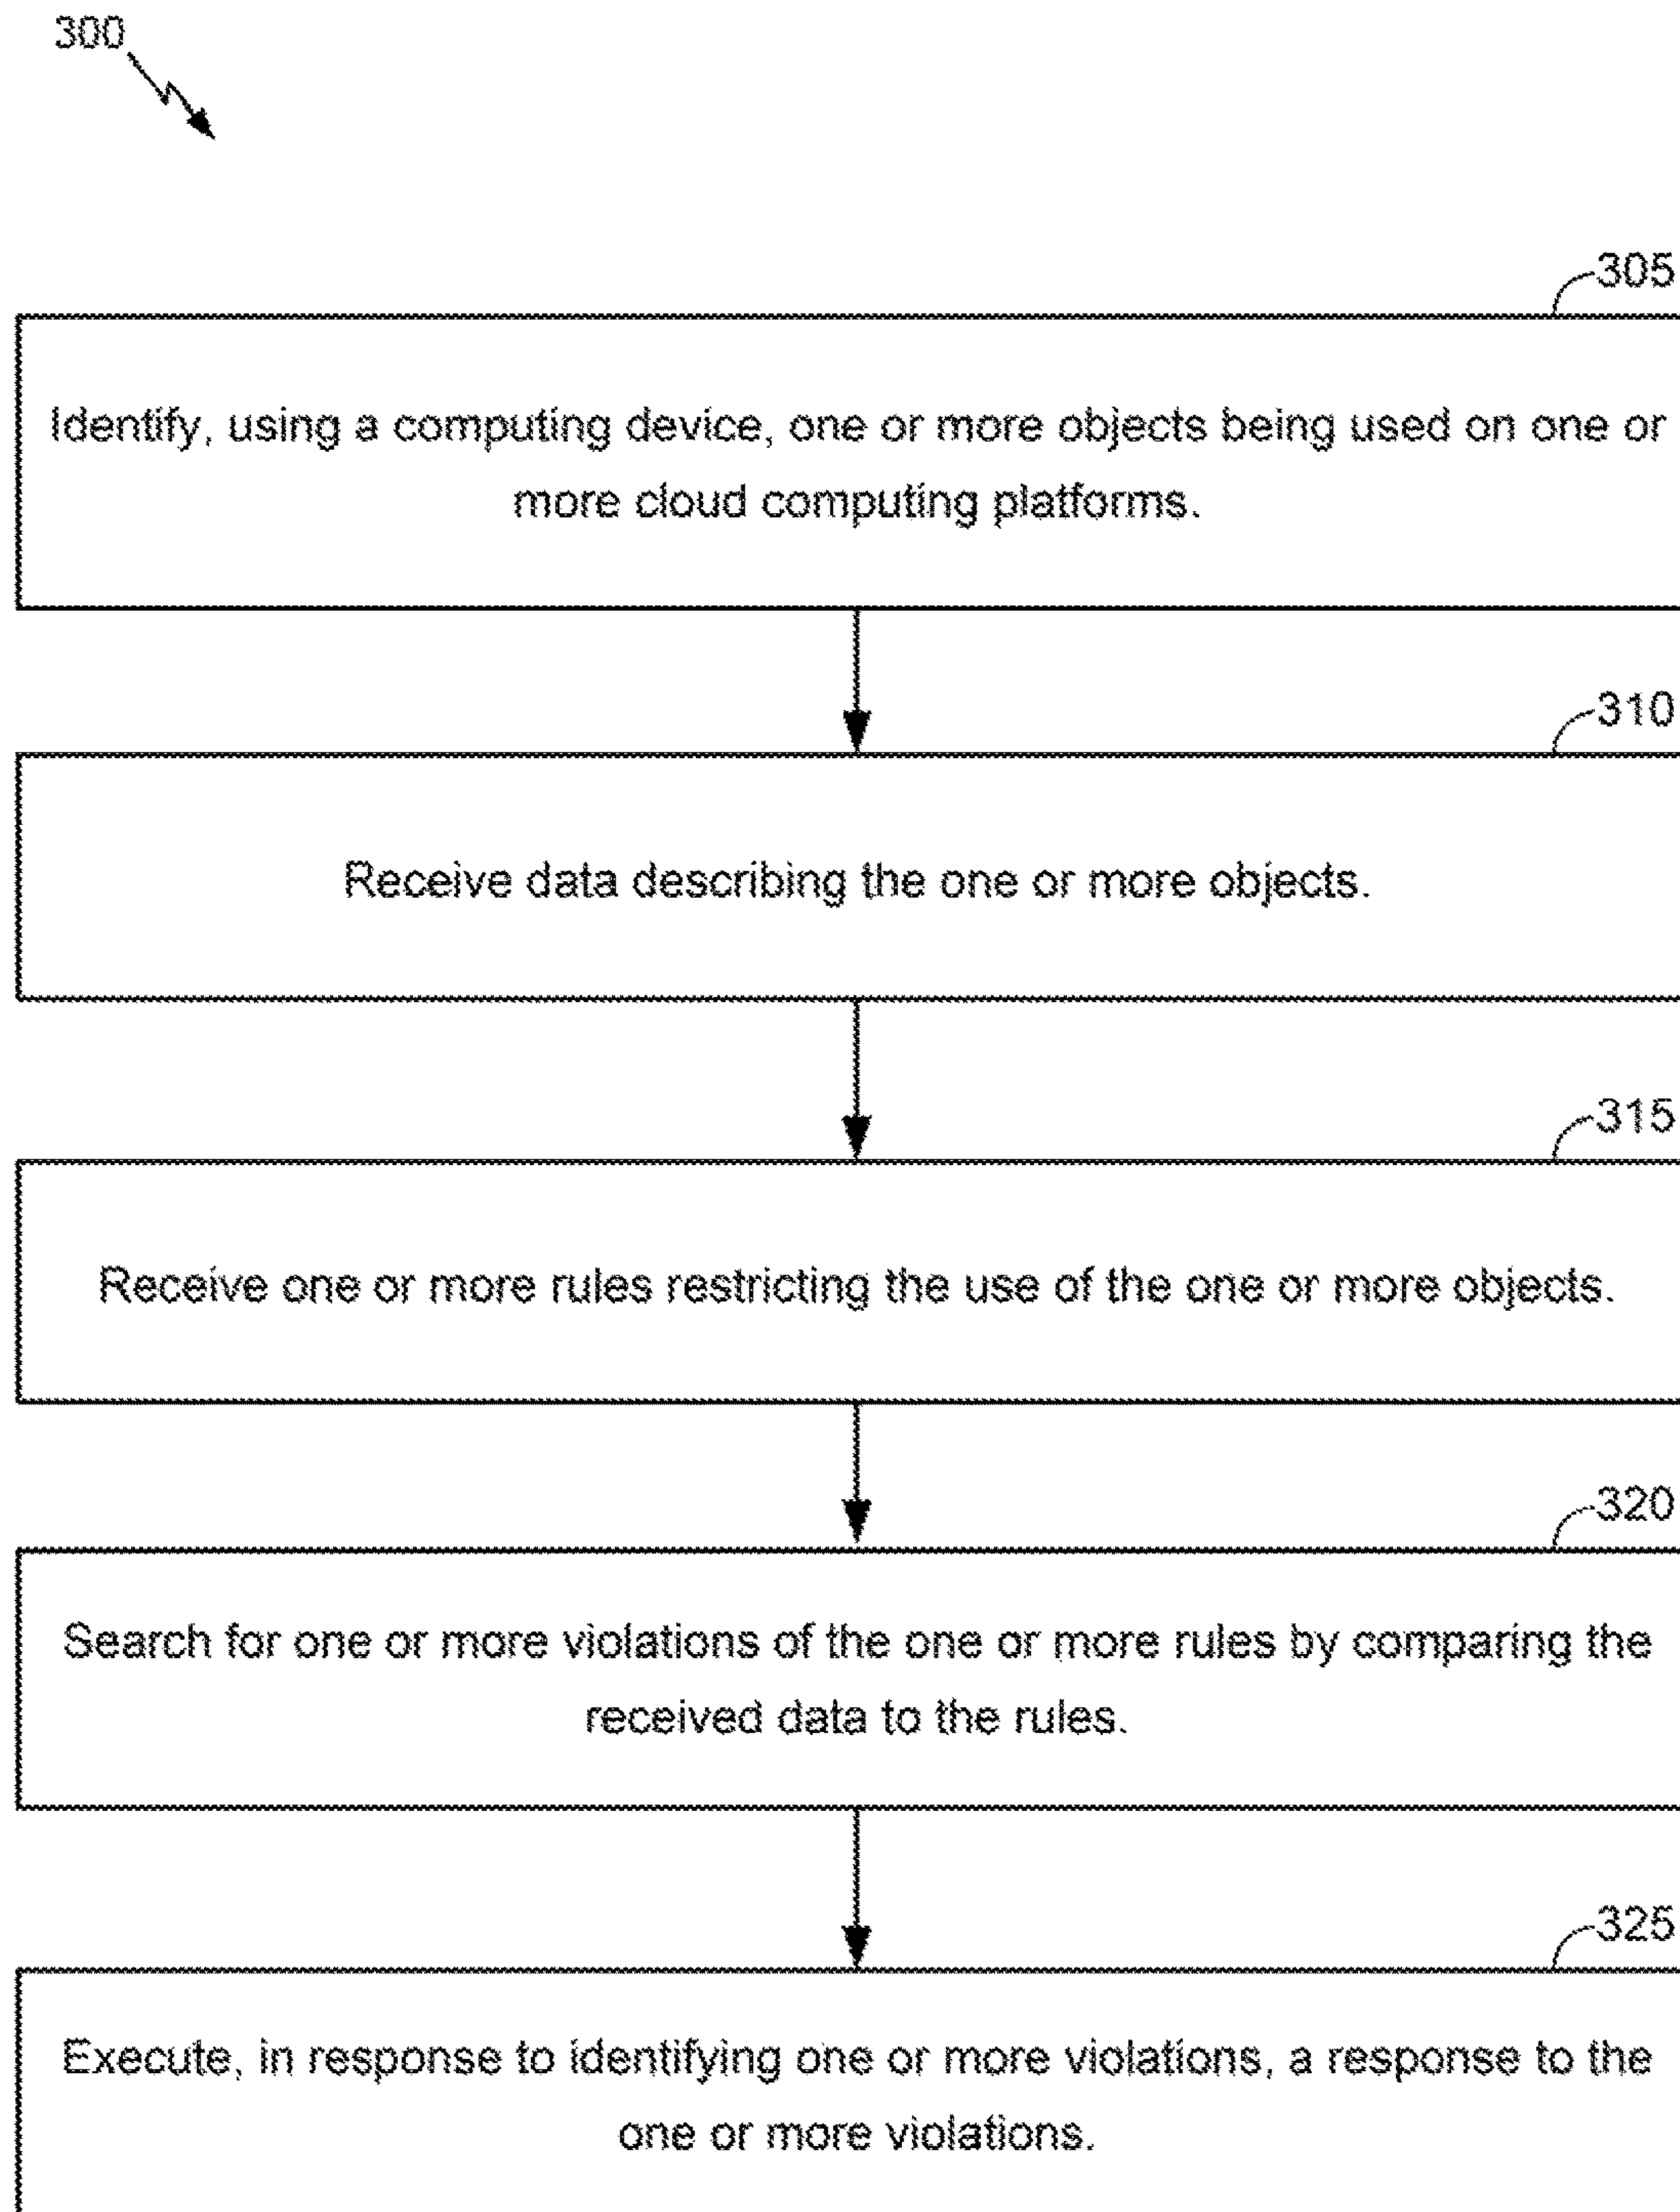 300
305
Identify, using a computing device, one or more objects being used on one or
more cloud computing platforms.
310
Receive data describing the one or more objects.
315
Receive one or more rules restricting the use of the one or more objects.
320
Search for one or more violations of the one or more rules by comparing the
received data to the rules.
325
Execute, in response to identifying one or more violations, a response to the
one or more violations.